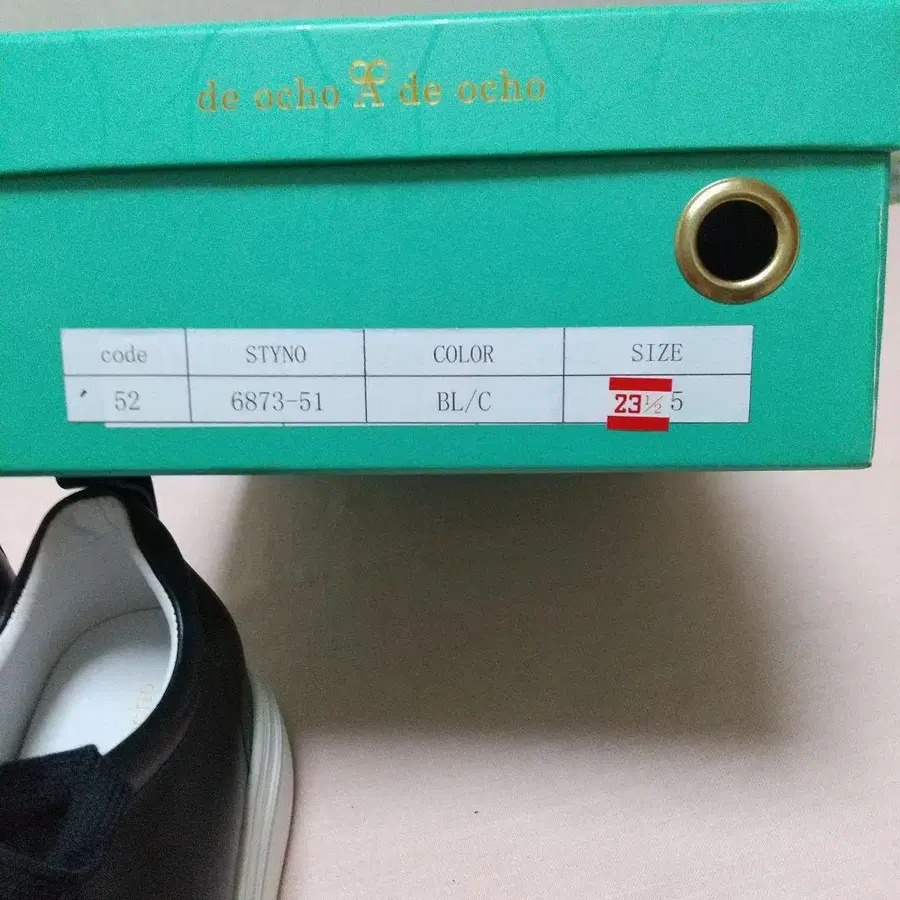 de ocho A de ocho
code STYNO COLOR SIZE
52 6873-51 BL/C 23½ 5